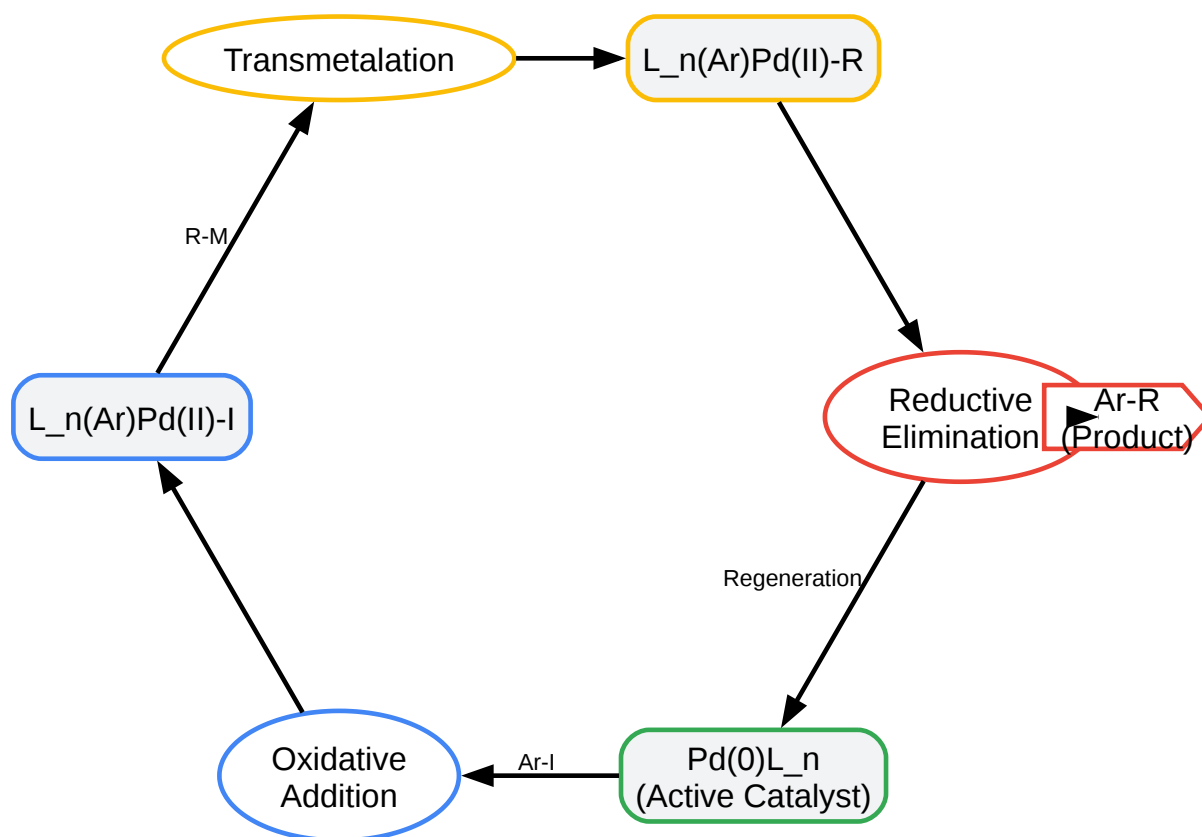 Transmetalation
L_n(Ar)Pd(II)-R
R-M
L_n(Ar)Pd(II)-I
Reductive
Elimination
Ar-R
(Product)
Regeneration
Oxidative
Addition
Ar-I
Pd(0)L_n
(Active Catalyst)